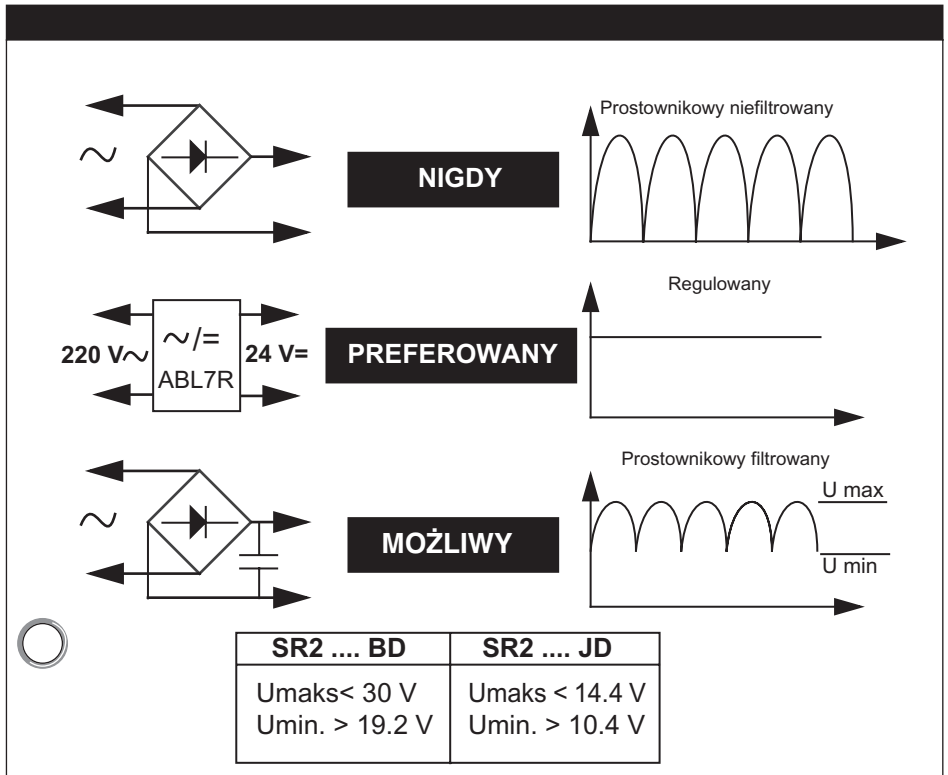 Prostownikowy niefiltrowany
NIGDY
Regulowany
220 V~
~/=
ABL7R
24 V=
PREFEROWANY
Prostownikowy filtrowany
U max
MOŻLIWY
U min
SR2 .... BD
SR2 .... JD
Umaks< 30 V
Umaks < 14.4 V
Umin. > 19.2 V
Umin. > 10.4 V